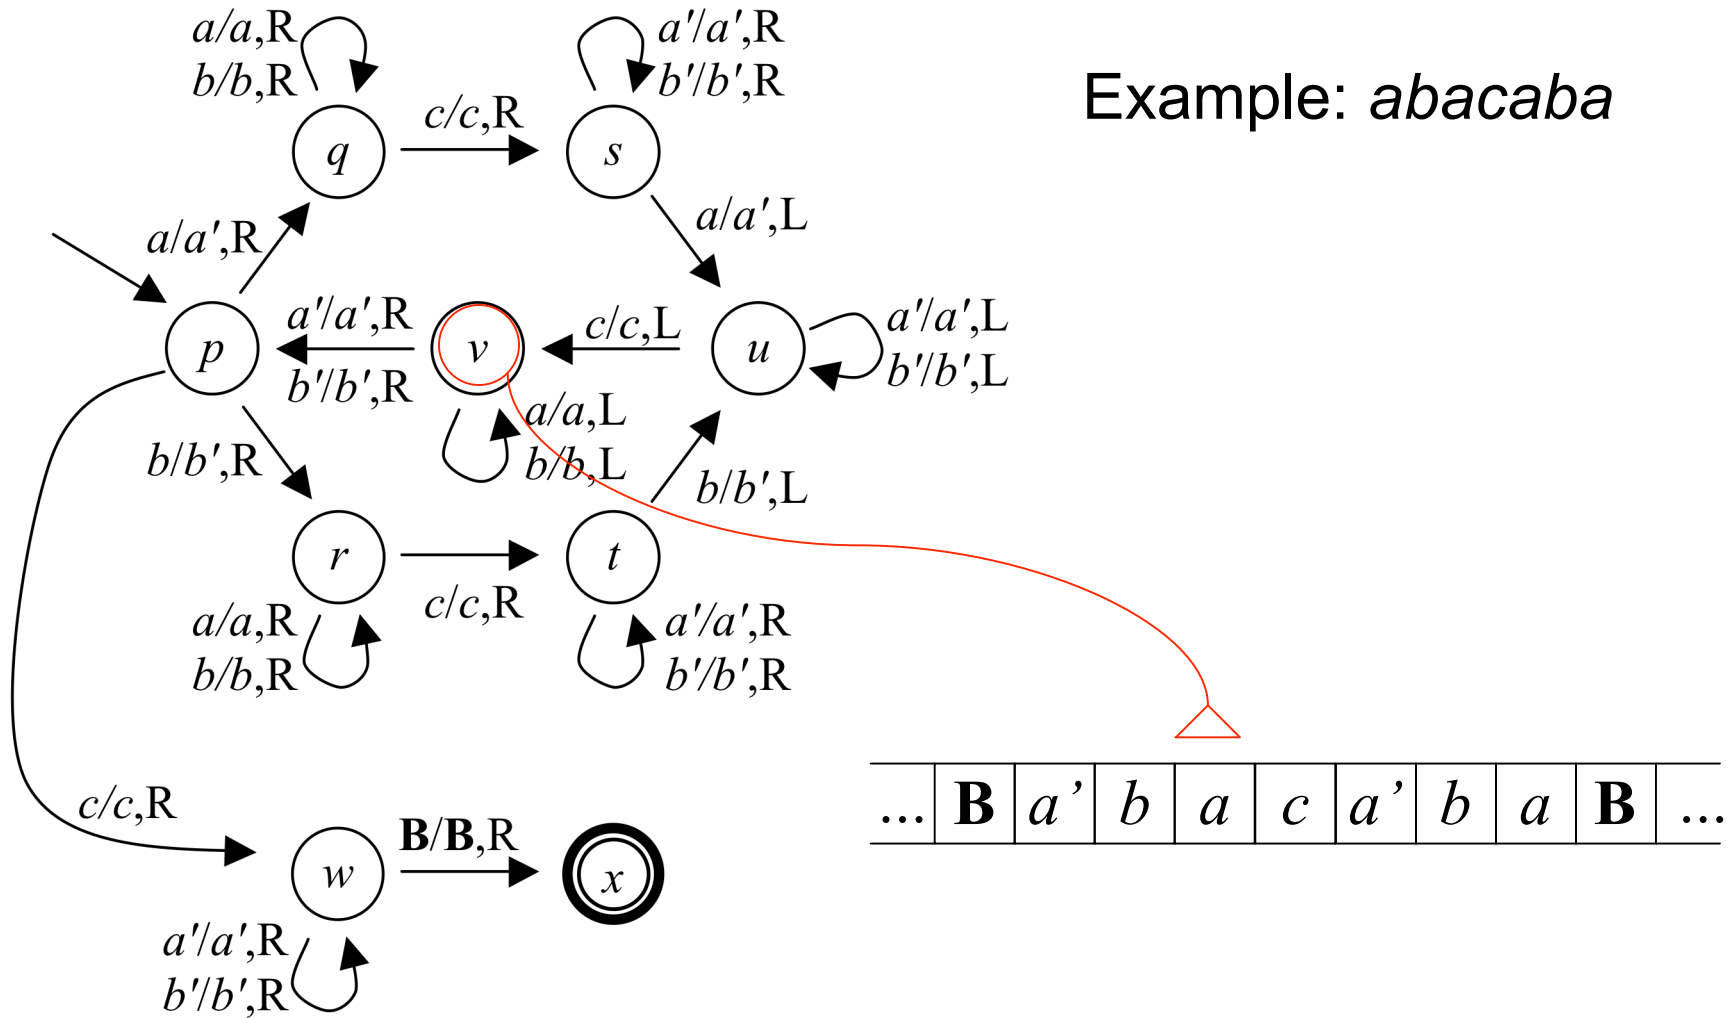 a/a,R
b/b,R
a'/a',R
b'/b',R
Example: abacaba
c/c,R
q
s
a/a',R
a/a',L
a'/a',R
b'/b',R
c/c,L
a'/a',L
b'/b',L
p
v
u
a/a,L
b/b,L
b/b',R
b/b',L
r
t
c/c,R
a/a,R
b/b,R
a'/a',R
b'/b',R
c/c,R
B/B,R
w
x
a'/a',R
b'/b',R
... B a’ b a c a’ b a B ...